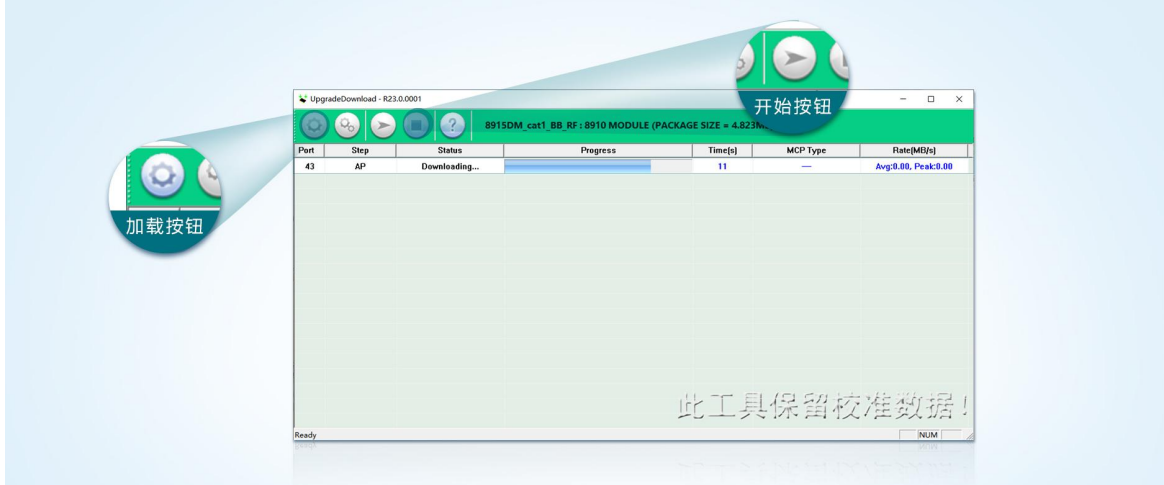 开始按钮
加载按钮
UpgradeDownload - R23.0.0001
8915DM_cat1_BB_RF : 8910 MODULE (PACKAGE SIZE = 4.823M
Port Step Status Progress Time(s) MCP Type Rate(MB/s)
43 AP Downloading... 11 — Avg:0.00, Peak:0.00
此工具保留校准数据!
Ready NUM